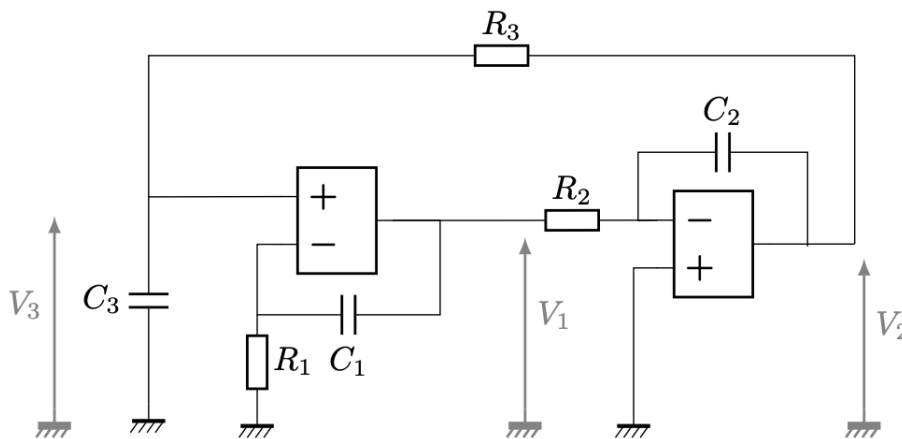 R₃
C₂
R₂
+
−
−
+
V₃
C₃
V₁
V₂
R₁
C₁